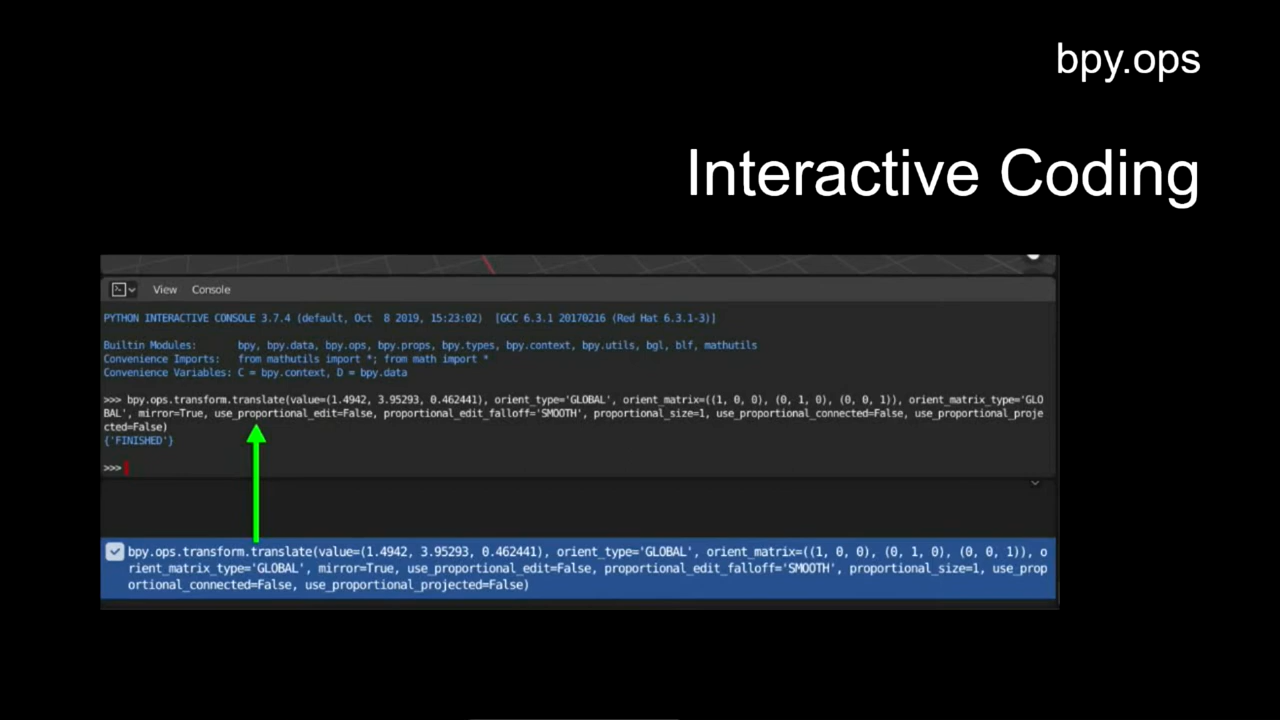 bpy.ops
Interactive Coding
View Console
PYTHON INTERACTIVE CONSOLE 3.7.4 (default, Oct  8 2019, 15:23:02)  [GCC 6.3.1 20170216 (Red Hat 6.3.1-3)]
Builtin Modules:       bpy, bpy.data, bpy.ops, bpy.props, bpy.types, bpy.context, bpy.utils, bgl, blf, mathutils
Convenience Imports:   from mathutils import *; from math import *
Convenience Variables: C = bpy.context, D = bpy.data
>>> bpy.ops.transform.translate(value=(1.4942, 3.95293, 0.462441), orient_type='GLOBAL', orient_matrix=((1, 0, 0), (0, 1, 0), (0, 0, 1)), orient_matrix_type='GLO
BAL', mirror=True, use_proportional_edit=False, proportional_edit_falloff='SMOOTH', proportional_size=1, use_proportional_connected=False, use_proportional_proje
cted=False)
{'FINISHED'}
>>>
bpy.ops.transform.translate(value=(1.4942, 3.95293, 0.462441), orient_type='GLOBAL', orient_matrix=((1, 0, 0), (0, 1, 0), (0, 0, 1)), o
rient_matrix_type='GLOBAL', mirror=True, use_proportional_edit=False, proportional_edit_falloff='SMOOTH', proportional_size=1, use_prop
ortional_connected=False, use_proportional_projected=False)